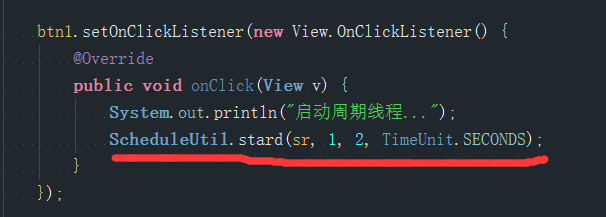 btn1.setOnClickListener(new View.OnClickListener() {
@Override
public void onClick(View v) {
System.out.println("启动周期线程...");
ScheduleUtil.stard(sr, 1, 2, TimeUnit.SECONDS);
}
});